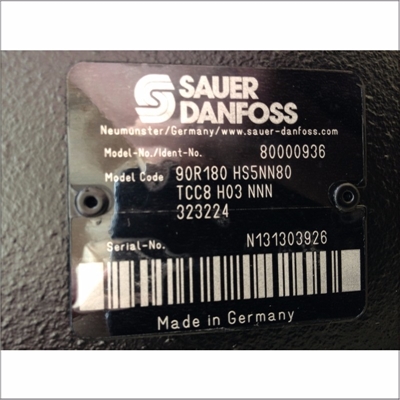 SAUER
DANFOSS
Neumünster/Germany/www.sauer-danfoss.com
Model-No./Ident-No. 80000936
Model Code 90R180 HS5NN80
TCC8 H03 NNN
323224
Serial-No. N131303926
Made in Germany